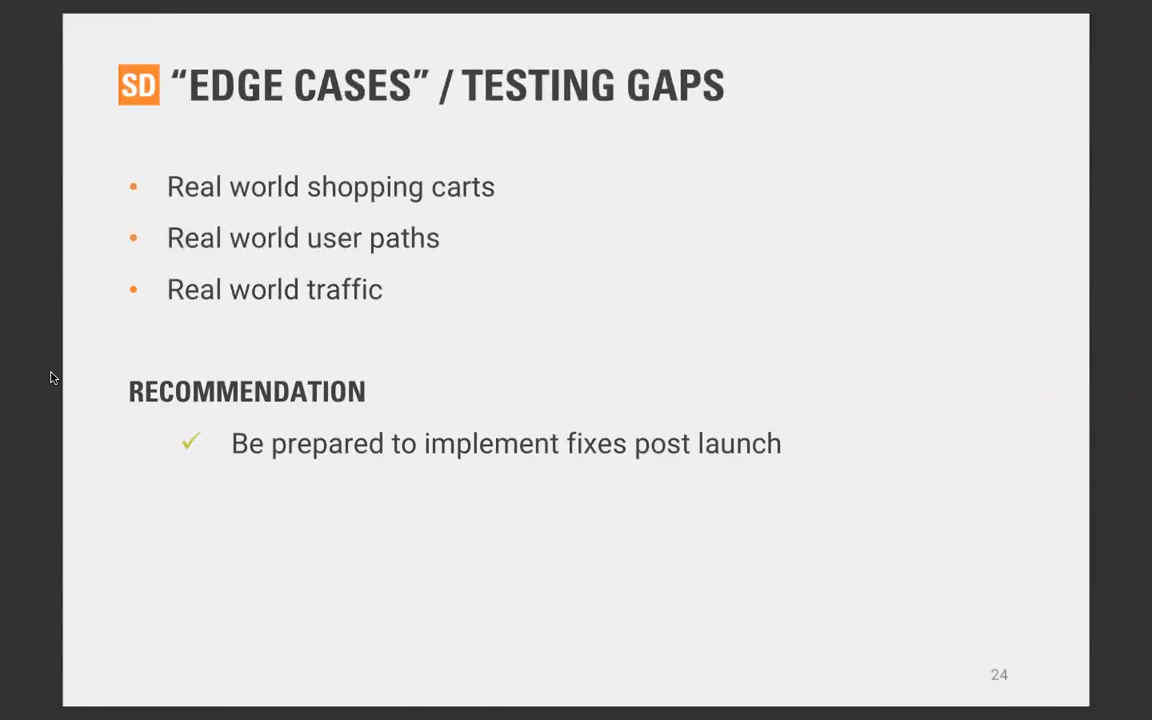 SD “EDGE CASES” / TESTING GAPS
• Real world shopping carts
• Real world user paths
• Real world traffic
RECOMMENDATION
✓ Be prepared to implement fixes post launch
24